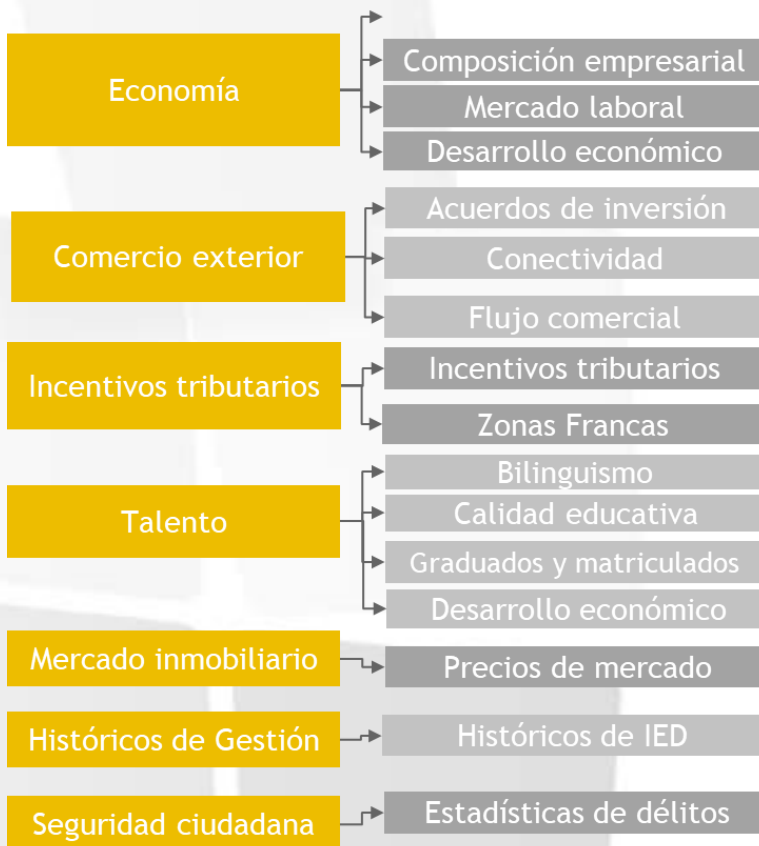 Economía
Composición empresarial
Mercado laboral
Desarrollo económico
Comercio exterior
Acuerdos de inversión
Conectividad
Flujo comercial
Incentivos tributarios
Incentivos tributarios
Zonas Francas
Talento
Bilinguismo
Calidad educativa
Graduados y matriculados
Desarrollo económico
Mercado inmobiliario
Precios de mercado
Históricos de Gestión
Históricos de IED
Seguridad ciudadana
Estadísticas de délitos